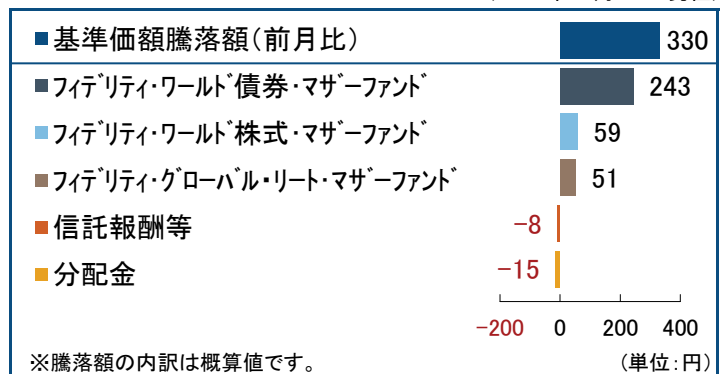 ■基準価額騰落額(前月比) 330
■フィデリティ・ワールド債券・マザーファンド 243
■フィデリティ・ワールド株式・マザーファンド 59
■フィデリティ・グローバル・リート・マザーファンド 51
■信託報酬等 -8
■分配金 -15
-200 0 200 400
※騰落額の内訳は概算値です。 (単位:円)